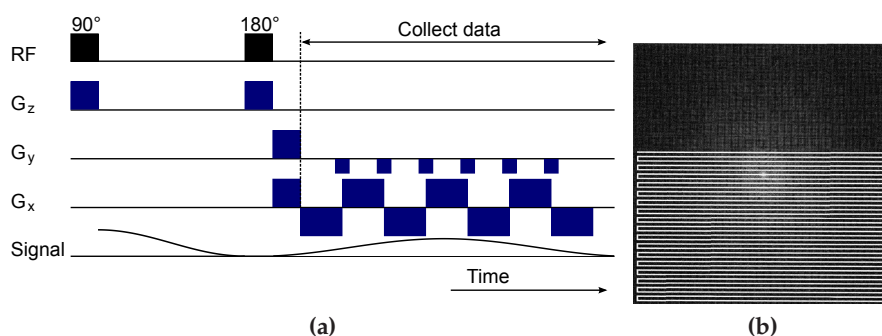 90°
180°
Collect data
RF
G_z
G_y
G_x
Signal
Time
(a)
(b)